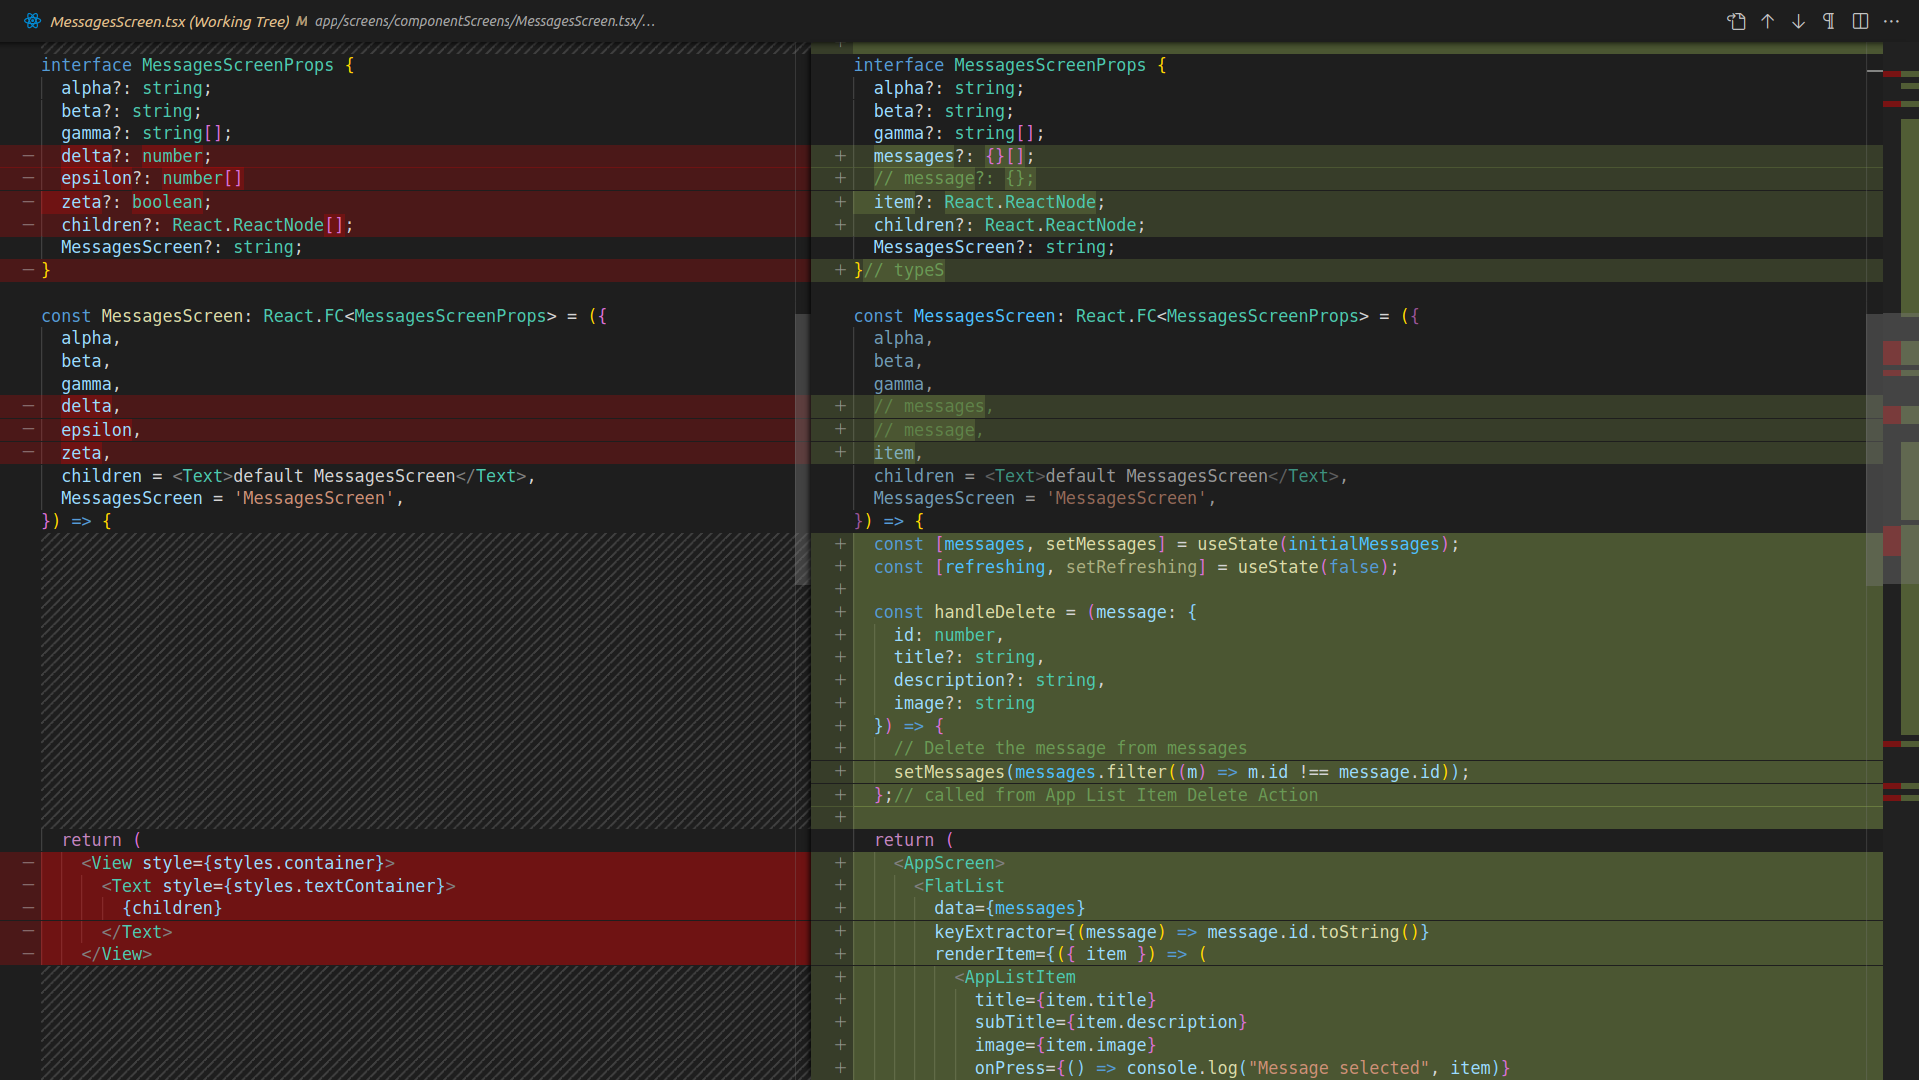 MessagesScreen.tsx (Working Tree) M app/screens/componentScreens/MessagesScreen.tsx/...
interface MessagesScreenProps {
alpha?: string;
beta?: string;
gamma?: string[];
− delta?: number;
− epsilon?: number[]
− zeta?: boolean;
− children?: React.ReactNode[];
MessagesScreen?: string;
− }
const MessagesScreen: React.FC<MessagesScreenProps> = ({
alpha,
beta,
gamma,
− delta,
− epsilon,
− zeta,
children = <Text>default MessagesScreen</Text>,
MessagesScreen = 'MessagesScreen',
}) => {
return (
− <View style={styles.container}>
− <Text style={styles.textContainer}>
− {children}
− </Text>
− </View>
interface MessagesScreenProps {
alpha?: string;
beta?: string;
gamma?: string[];
+ messages?: {}[];
+ // message?: {};
+ item?: React.ReactNode;
+ children?: React.ReactNode;
MessagesScreen?: string;
+ }// typeS
const MessagesScreen: React.FC<MessagesScreenProps> = ({
alpha,
beta,
gamma,
+ // messages,
+ // message,
+ item,
children = <Text>default MessagesScreen</Text>,
MessagesScreen = 'MessagesScreen',
}) => {
+ const [messages, setMessages] = useState(initialMessages);
+ const [refreshing, setRefreshing] = useState(false);
+
+ const handleDelete = (message: {
+ id: number,
+ title?: string,
+ description?: string,
+ image?: string
+ }) => {
+ // Delete the message from messages
+ setMessages(messages.filter((m) => m.id !== message.id));
+ };// called from App List Item Delete Action
+
return (
+ <AppScreen>
+ <FlatList
+ data={messages}
+ keyExtractor={(message) => message.id.toString()}
+ renderItem={({ item }) => (
+ <AppListItem
+ title={item.title}
+ subTitle={item.description}
+ image={item.image}
+ onPress={() => console.log("Message selected", item)}